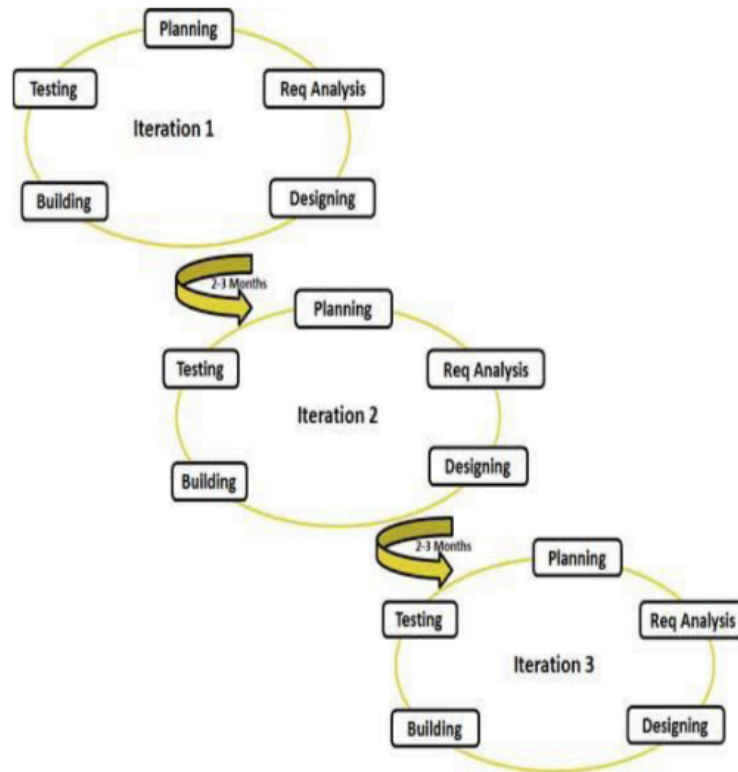 Planning
Testing
Req Analysis
Iteration 1
Building
Designing
2-3 Months
Planning
Testing
Req Analysis
Iteration 2
Building
Designing
2-3 Months
Planning
Testing
Req Analysis
Iteration 3
Building
Designing